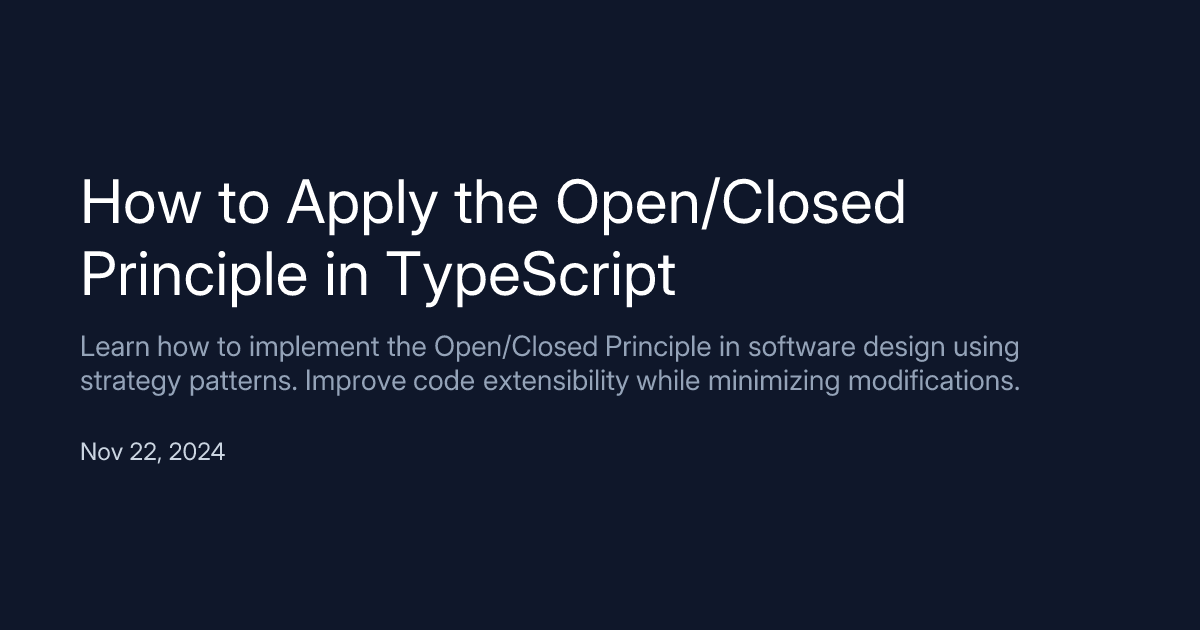 How to Apply the Open/Closed
Principle in TypeScript
Learn how to implement the Open/Closed Principle in software design using
strategy patterns. Improve code extensibility while minimizing modifications.
Nov 22, 2024